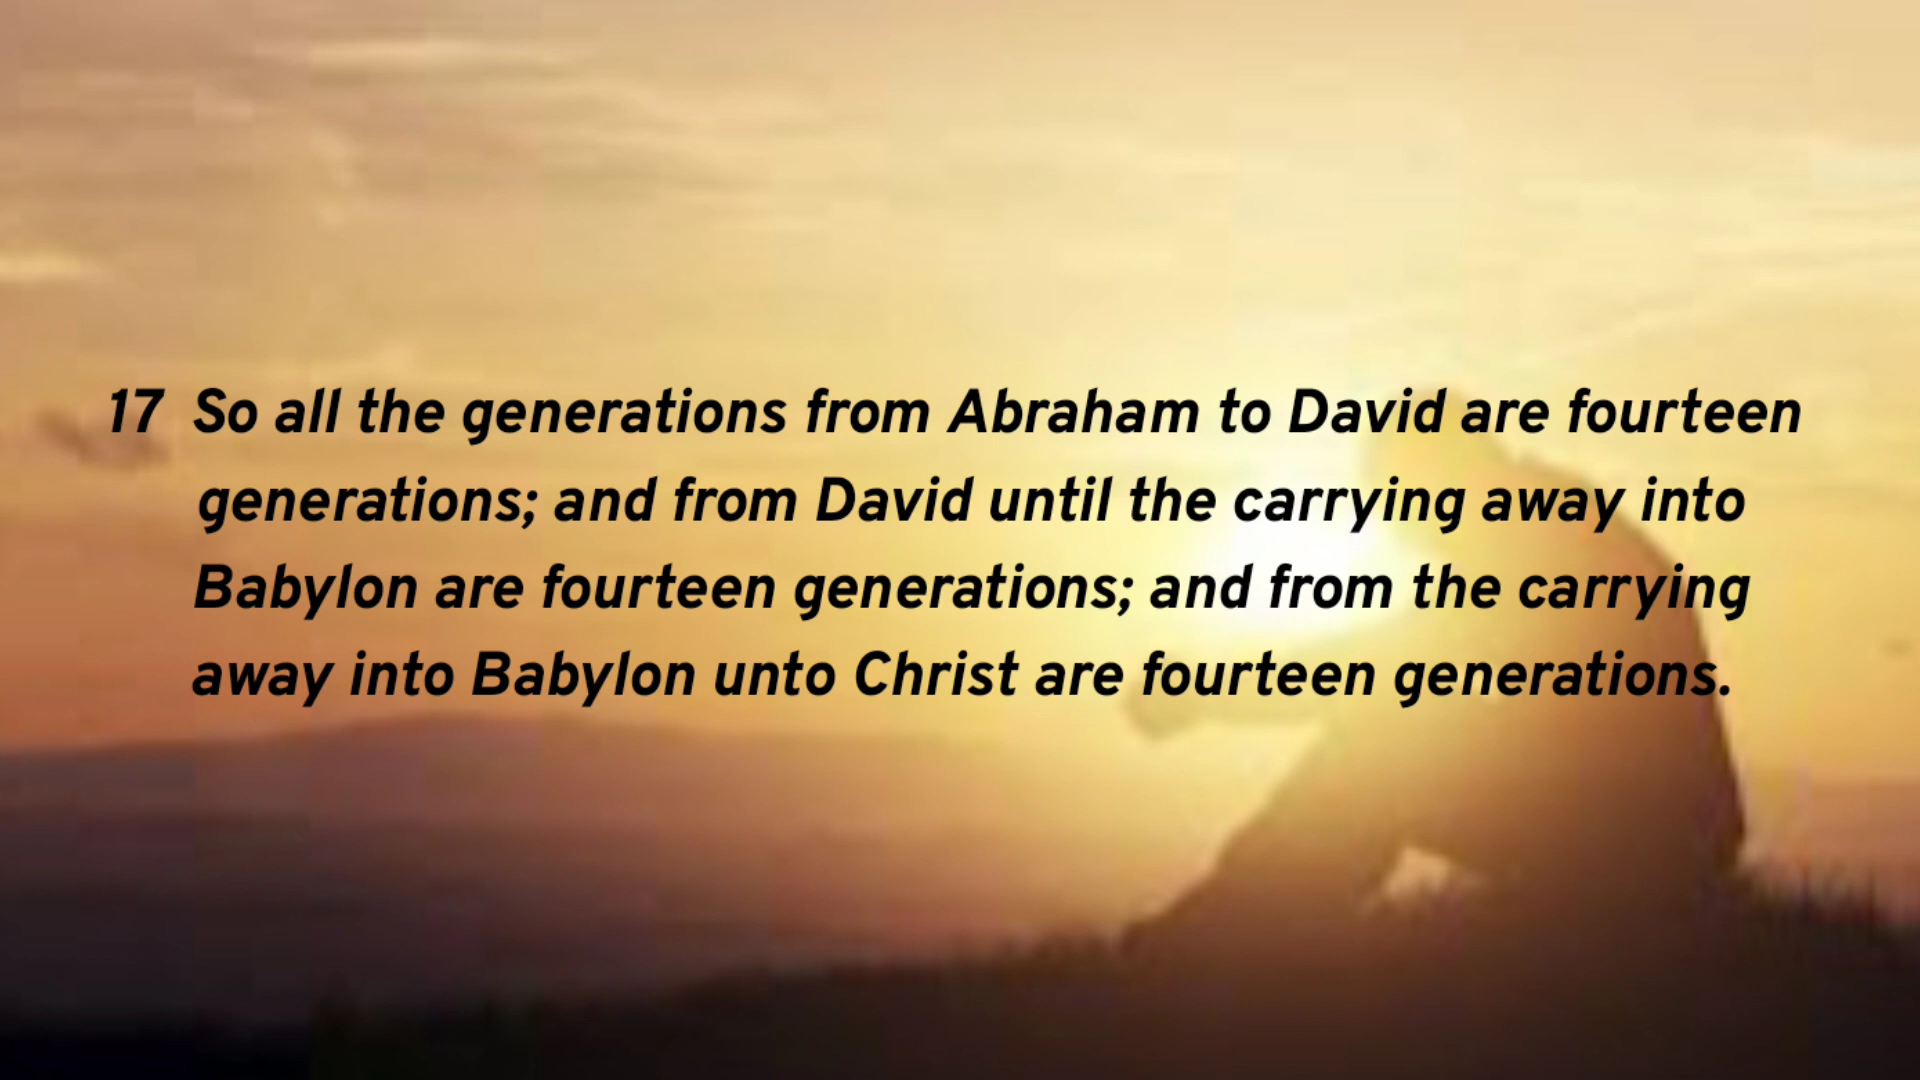 17 So all the generations from Abraham to David are fourteen
generations; and from David until the carrying away into
Babylon are fourteen generations; and from the carrying
away into Babylon unto Christ are fourteen generations.